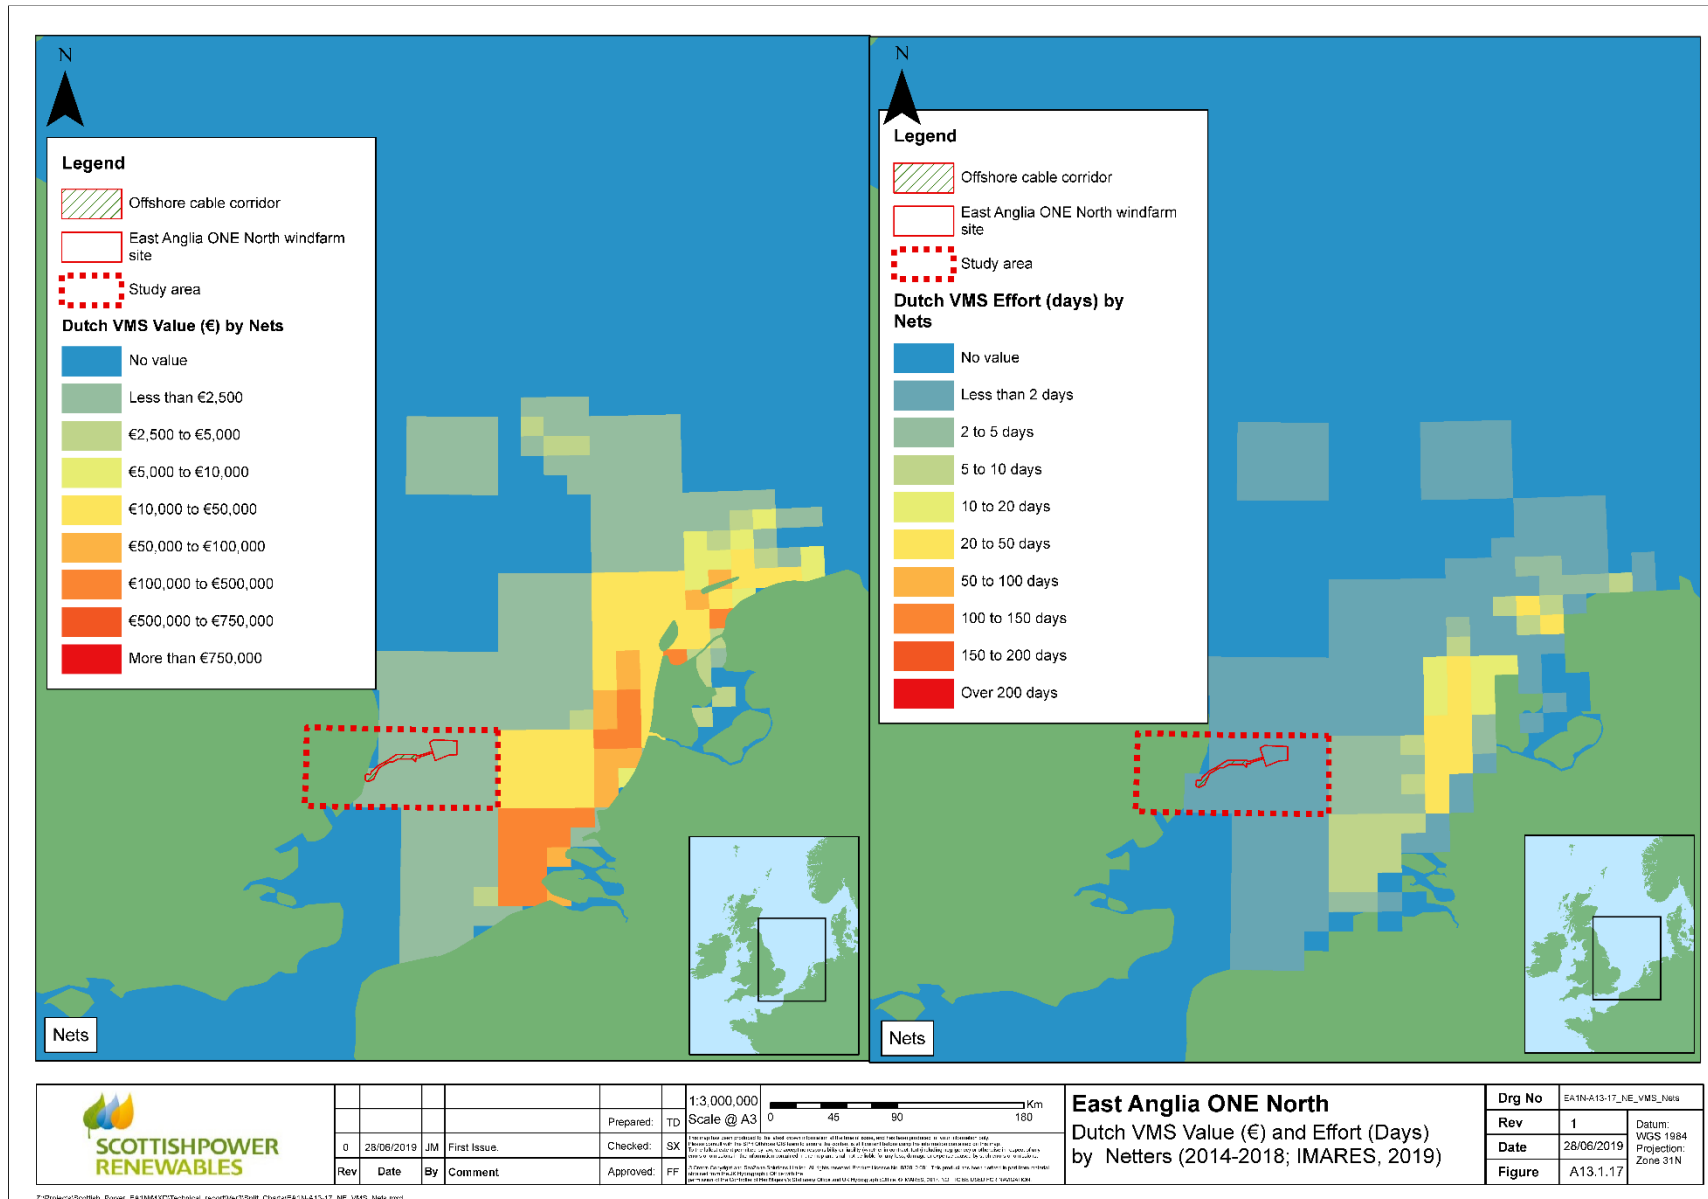 N
Legend
Offshore cable corridor
East Anglia ONE North windfarm
site
Study area
Dutch VMS Value (€) by Nets
No value
Less than €2,500
€2,500 to €5,000
€5,000 to €10,000
€10,000 to €50,000
€50,000 to €100,000
€100,000 to €500,000
€500,000 to €750,000
More than €750,000
Nets
N
Legend
Offshore cable corridor
East Anglia ONE North windfarm
site
Study area
Dutch VMS Effort (days) by
Nets
No value
Less than 2 days
2 to 5 days
5 to 10 days
10 to 20 days
20 to 50 days
50 to 100 days
100 to 150 days
150 to 200 days
Over 200 days
Nets
SCOTTISHPOWER
RENEWABLES
0 28/06/2019 JM First Issue.
Rev Date By Comment
Prepared: TD
Checked: SX
Approved: FF
1:3,000,000
Scale @ A3
0 45 90 180 Km
East Anglia ONE North
Dutch VMS Value (€) and Effort (Days)
by Netters (2014-2018; IMARES, 2019)
Drg No EA1N-A13-17_NE_VMS_Nets
Rev 1
Date 28/06/2019
Figure A13.1.17
Datum:
WGS 1984
Projection:
Zone 31N